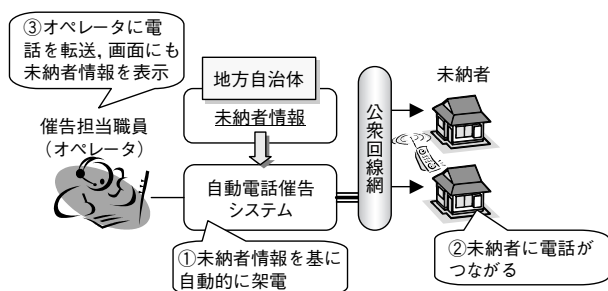 ③オペレータに電
話を転送，画面にも
未納者情報を表示
地方自治体
未納者情報
催告担当職員
（オペレータ）
自動電話催告
システム
公衆回線網
未納者
①未納者情報を基に
自動的に架電
②未納者に電話が
つながる